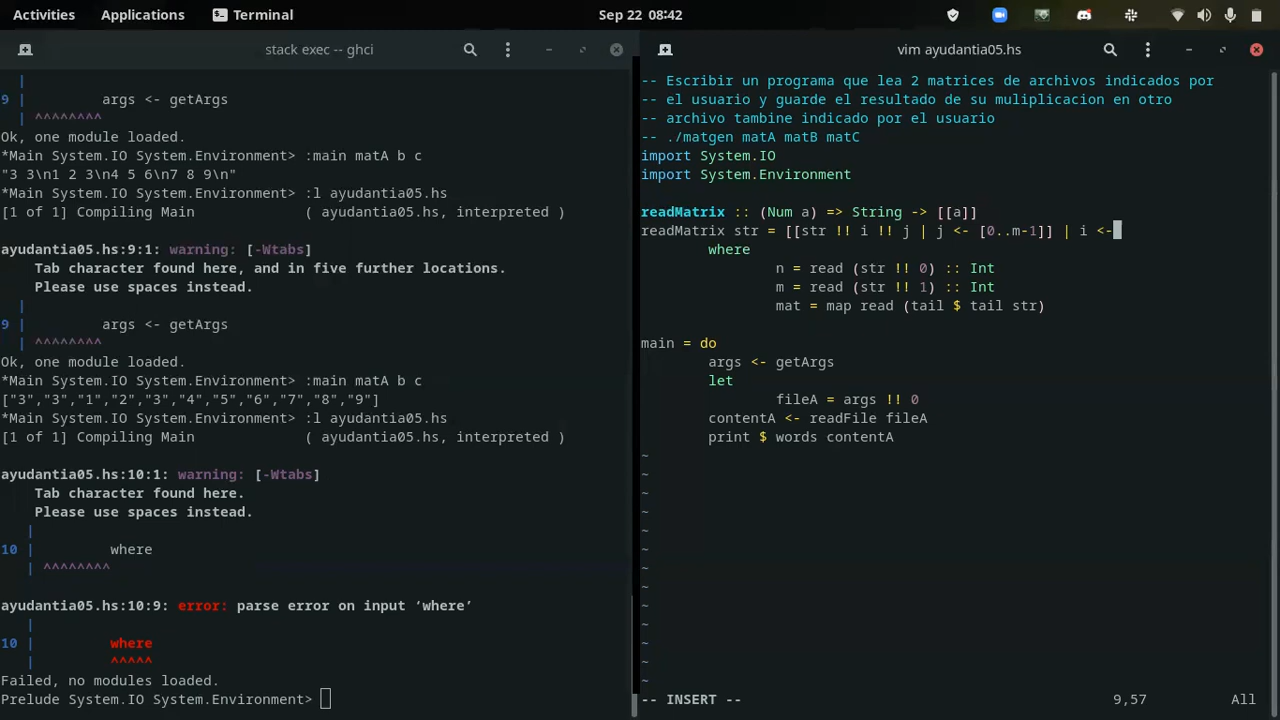 Activities Applications Terminal Sep 22 08:42
stack exec -- ghci
|
9 | args <- getArgs
| ^^^^^^^^
Ok, one module loaded.
*Main System.IO System.Environment> :main matA b c
"3 3\n1 2 3\n4 5 6\n7 8 9\n"
*Main System.IO System.Environment> :l ayudantia05.hs
[1 of 1] Compiling Main ( ayudantia05.hs, interpreted )
ayudantia05.hs:9:1: warning: [-Wtabs]
Tab character found here, and in five further locations.
Please use spaces instead.
|
9 | args <- getArgs
| ^^^^^^^^
Ok, one module loaded.
*Main System.IO System.Environment> :main matA b c
["3","3","1","2","3","4","5","6","7","8","9"]
*Main System.IO System.Environment> :l ayudantia05.hs
[1 of 1] Compiling Main ( ayudantia05.hs, interpreted )
ayudantia05.hs:10:1: warning: [-Wtabs]
Tab character found here.
Please use spaces instead.
|
10 | where
| ^^^^^^^^
ayudantia05.hs:10:9: error: parse error on input ‘where’
|
10 | where
| ^^^^^
Failed, no modules loaded.
Prelude System.IO System.Environment>
vim ayudantia05.hs
-- Escribir un programa que lea 2 matrices de archivos indicados por
-- el usuario y guarde el resultado de su muliplicacion en otro
-- archivo tambine indicado por el usuario
-- ./matgen matA matB matC
import System.IO
import System.Environment
readMatrix :: (Num a) => String -> [[a]]
readMatrix str = [[str !! i !! j | j <- [0..m-1]] | i <-
where
n = read (str !! 0) :: Int
m = read (str !! 1) :: Int
mat = map read (tail $ tail str)
main = do
args <- getArgs
let
fileA = args !! 0
contentA <- readFile fileA
print $ words contentA
~
~
~
~
~
~
~
~
~
~
~
~
~
-- INSERT -- 9,57 All